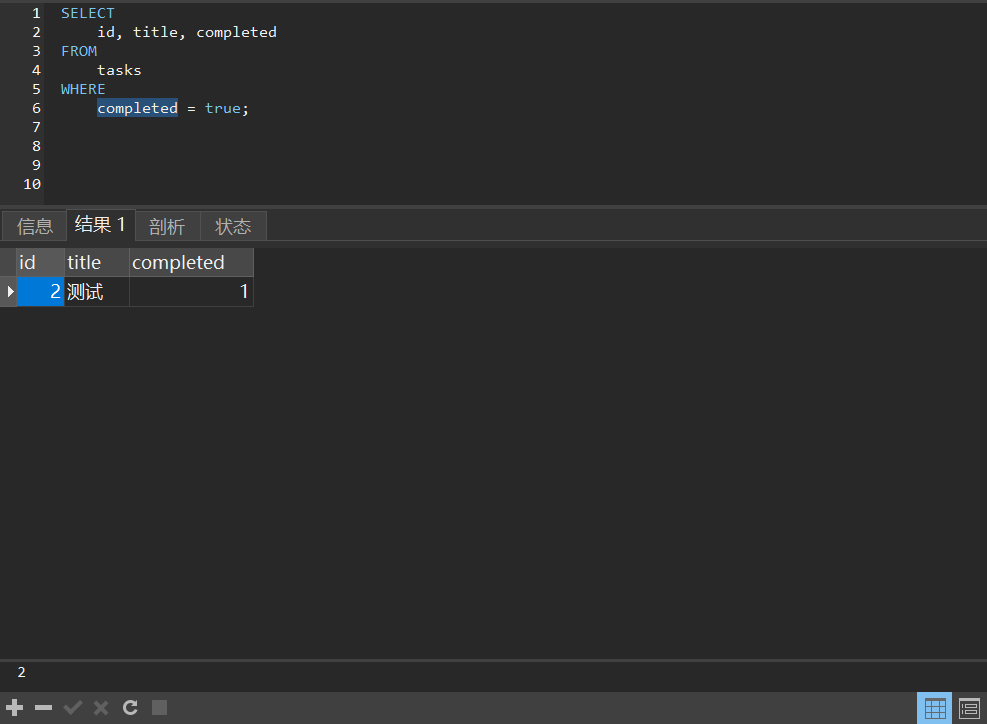 1 SELECT
2 id, title, completed
3 FROM
4 tasks
5 WHERE
6 completed = true;
7
8
9
10
信息 结果 1 剖析 状态
id title completed
2 测试 1
2